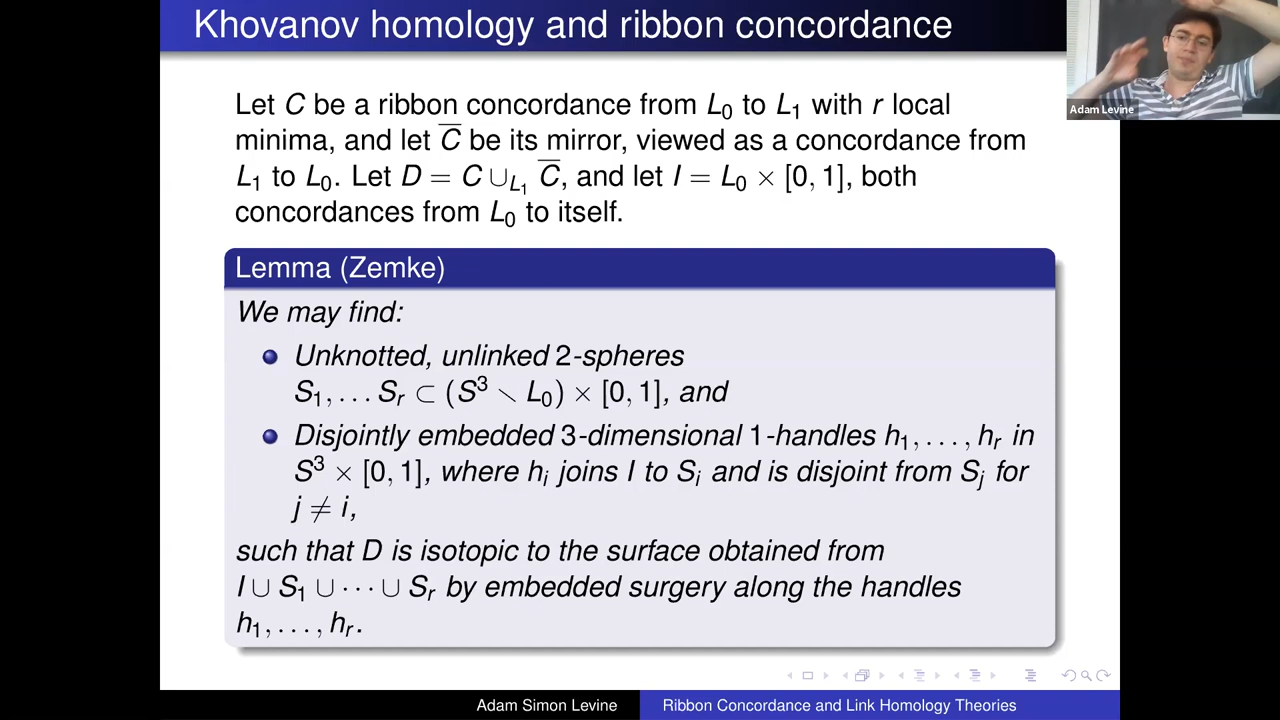 Khovanov homology and ribbon concordance
Adam Levine
Let C be a ribbon concordance from L₀ to L₁ with r local
minima, and let C̅ be its mirror, viewed as a concordance from
L₁ to L₀. Let D = C ∪_L₁ C̅, and let I = L₀ × [0, 1], both
concordances from L₀ to itself.
Lemma (Zemke)
We may find:
Unknotted, unlinked 2-spheres
S₁, … Sᵣ ⊂ (S³ ∖ L₀) × [0, 1], and
Disjointly embedded 3-dimensional 1-handles h₁, …, hᵣ in
S³ × [0, 1], where hᵢ joins I to Sᵢ and is disjoint from Sⱼ for
j ≠ i,
such that D is isotopic to the surface obtained from
I ∪ S₁ ∪ ⋯ ∪ Sᵣ by embedded surgery along the handles
h₁, …, hᵣ.
Adam Simon Levine
Ribbon Concordance and Link Homology Theories